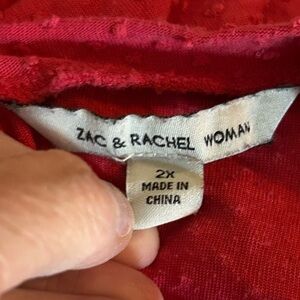 ZAC & RACHEL WOMAN
2X
MADE IN
CHINA